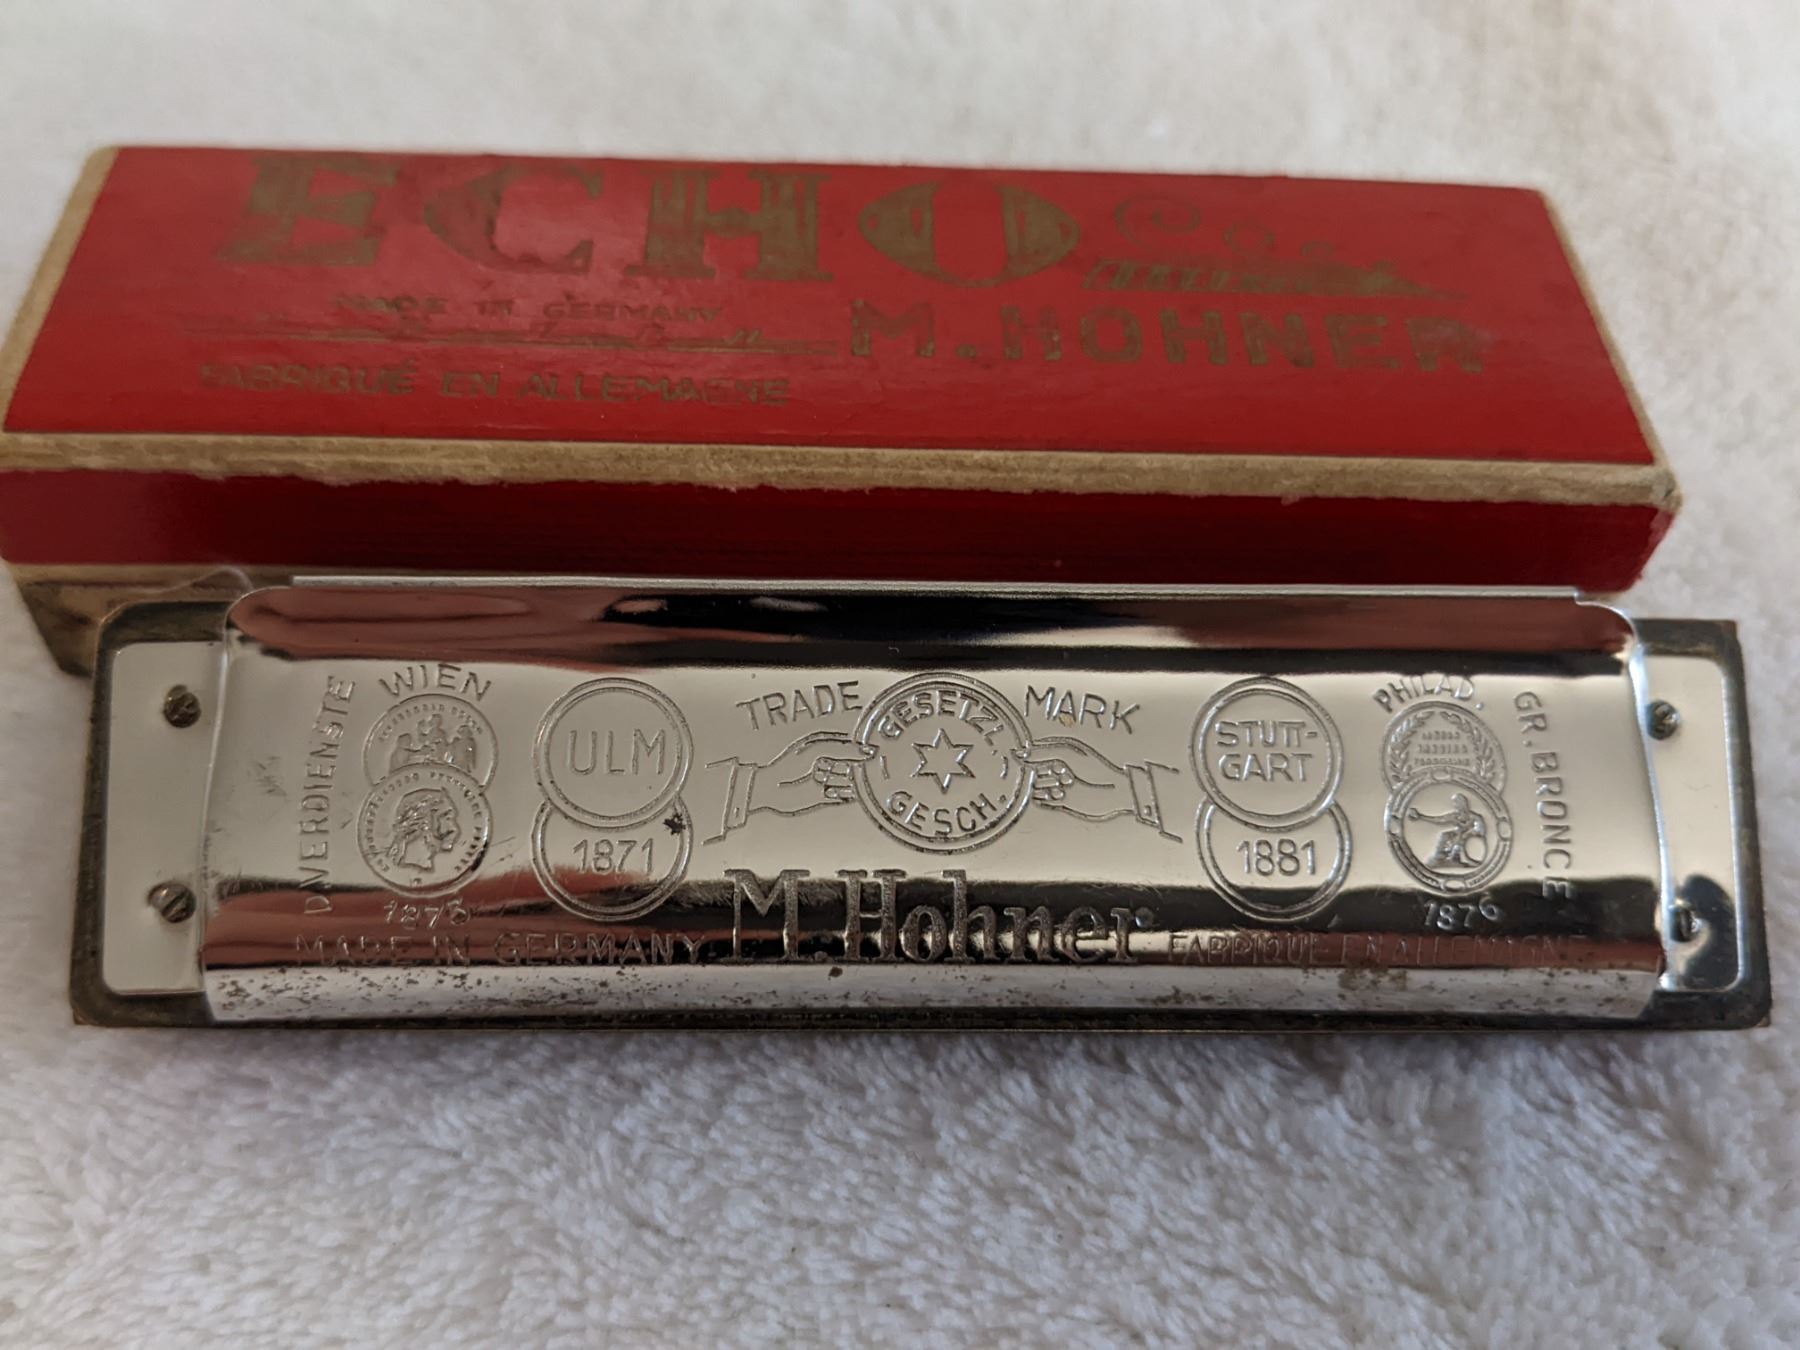 ECHO
MADE IN GERMANY
M. HOHNER
FABRIQUÉ EN ALLEMAGNE
D.VERDIENSTE
WIEN
1873
ULM
1871
TRADE MARK
GESETZL.
GESCH.
STUTT-
GART
1881
PHILAD.
1876
GR.BRONCE
M.Hohner
MADE IN GERMANY
FABRIQUÉ EN ALLEMAGNE